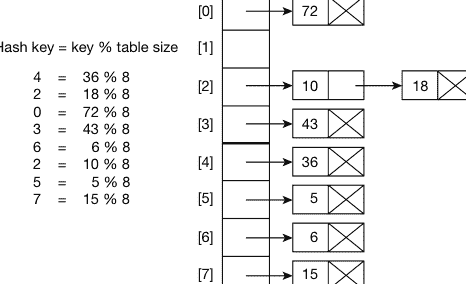 Hash key = key % table size
4 = 36 % 8
2 = 18 % 8
0 = 72 % 8
3 = 43 % 8
6 = 6 % 8
2 = 10 % 8
5 = 5 % 8
7 = 15 % 8
[0] 72
[1]
[2] 10 18
[3] 43
[4] 36
[5] 5
[6] 6
[7] 15